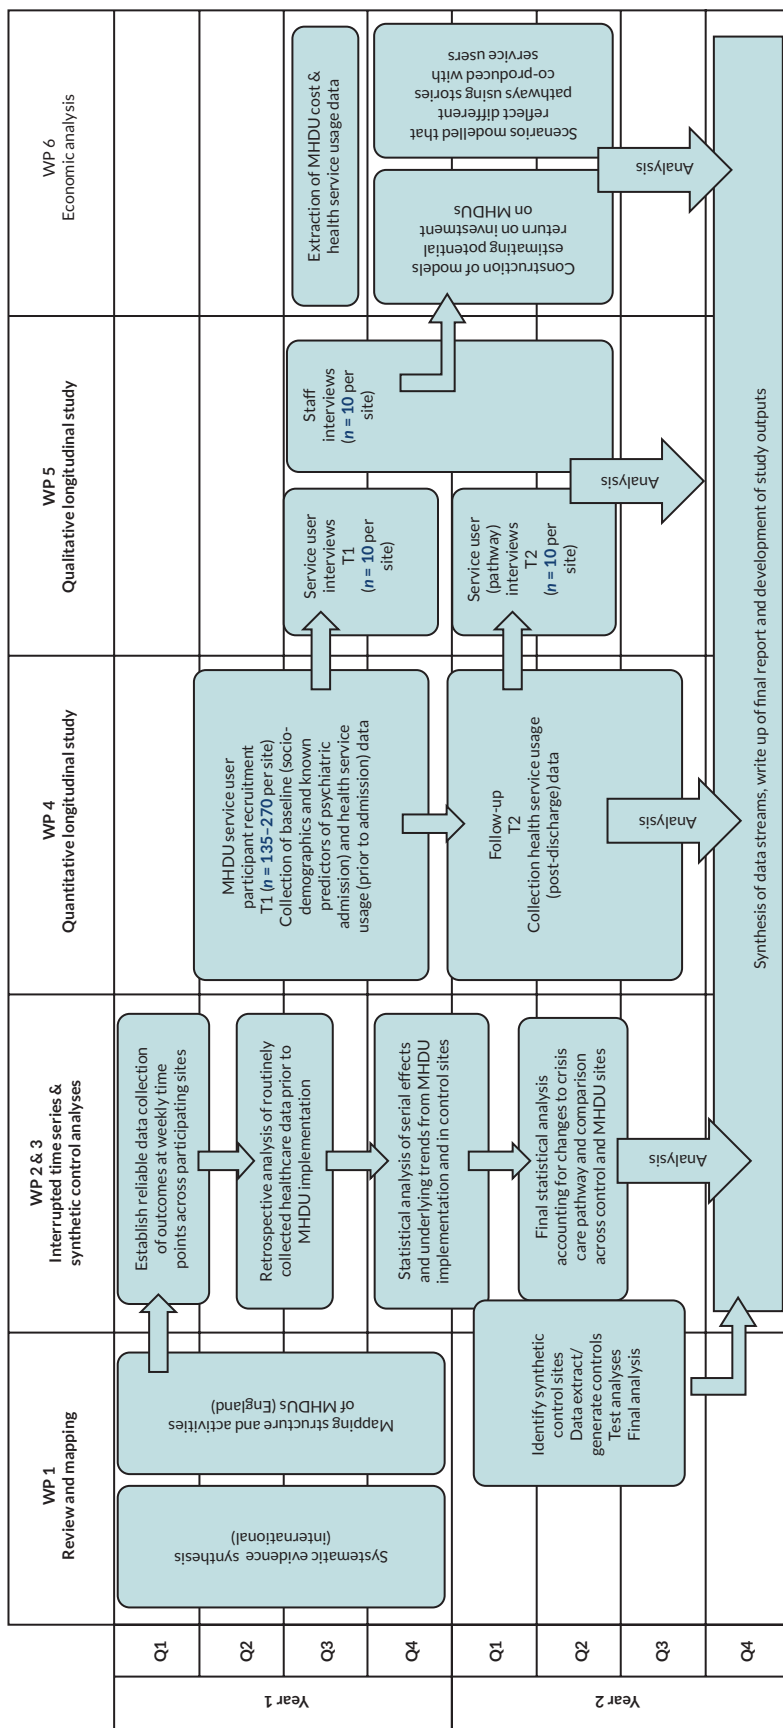 WP 1
Review and mapping
WP 2 & 3
Interrupted time series &
synthetic control analyses
WP 4
Quantitative longitudinal study
WP 5
Qualitative longitudinal study
WP 6
Economic analysis
Year 1
Q1
Q2
Q3
Q4
Year 2
Q1
Q2
Q3
Q4
Systematic evidence synthesis
(international)
Mapping structure and activities
of MHDUs (England)
Establish reliable data collection
of outcomes at weekly time
points across participating sites
Retrospective analysis of routinely
collected healthcare data prior to
MHDU implementation
Statistical analysis of serial effects
and underlying trends from MHDU
implementation and in control sites
Final statistical analysis
accounting for changes to crisis
care pathway and comparison
across control and MHDU sites
Analysis
Identify synthetic
control sites
Data extract/
generate controls
Test analyses
Final analysis
MHDU service user
participant recruitment
T1 (n = 135–270 per site)
Collection of baseline (socio-
demographics and known
predictors of psychiatric
admission) and health service
usage (prior to admission) data
Follow-up
T2
Collection health service usage
(post-discharge) data
Analysis
Service user
interviews
T1
(n = 10 per
site)
Service user
(pathway)
interviews
T2
(n = 10 per
site)
Staff
interviews
(n = 10 per
site)
Analysis
Extraction of MHDU cost &
health service usage data
Construction of models
estimating potential
return on investment
on MHDUs
Scenarios modelled that
reflect different
pathways using stories
co-produced with
service users
Analysis
Synthesis of data streams, write up of final report and development of study outputs